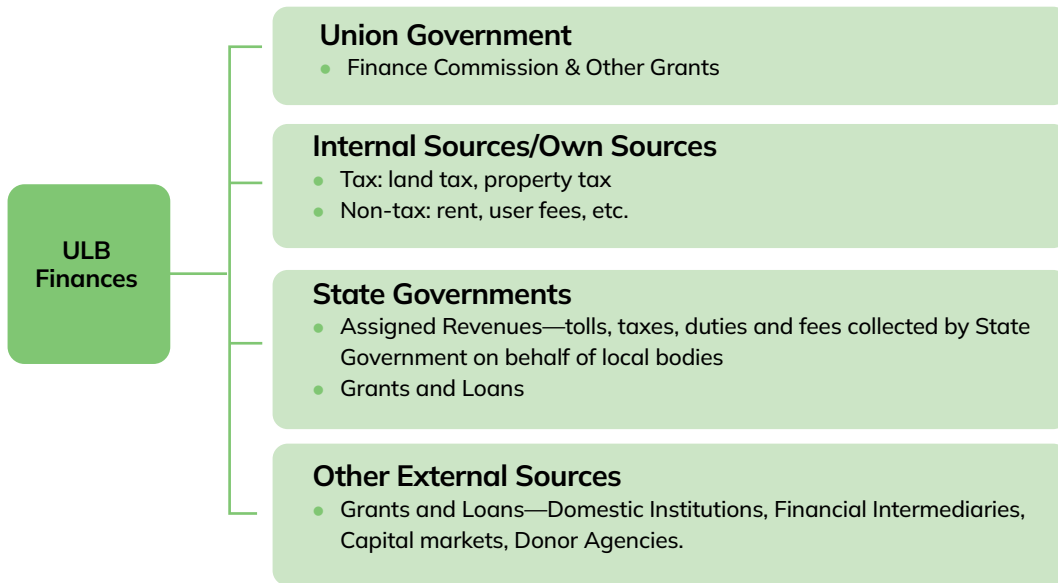 ULB
Finances
Union Government
• Finance Commission & Other Grants
Internal Sources/Own Sources
• Tax: land tax, property tax
• Non-tax: rent, user fees, etc.
State Governments
• Assigned Revenues—tolls, taxes, duties and fees collected by State
Government on behalf of local bodies
• Grants and Loans
Other External Sources
• Grants and Loans—Domestic Institutions, Financial Intermediaries,
Capital markets, Donor Agencies.